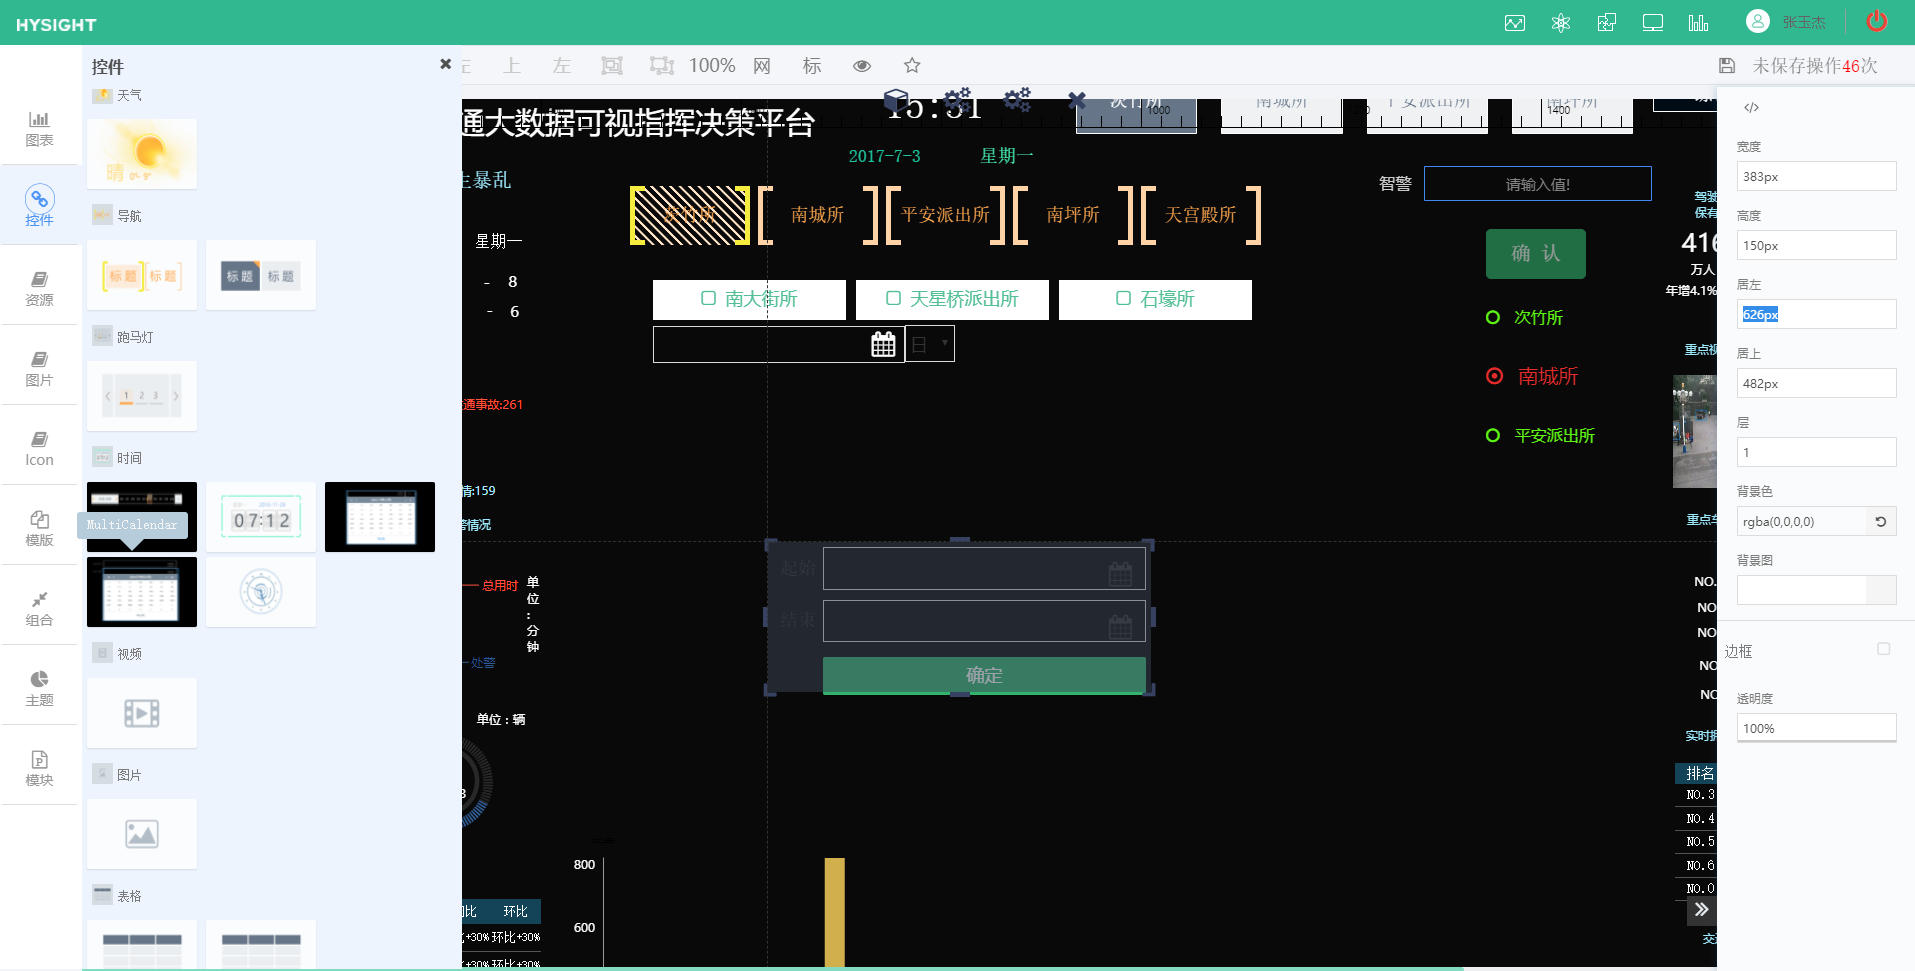 HYSIGHT
张玉杰
控件
上
左
100%
网
标
未保存操作46次
图表
控件
资源
图片
Icon
模版
组合
主题
模块
天气
晴
导航
标题
标题
标题
标题
跑马灯
1 2 3
时间
MultiCalendar
07:12
视频
图片
表格
通大数据可视指挥决策平台
15:31
次竹所
南城所
平安派出所
南坪所
1000
1400
2017-7-3
星期一
主暴乱
智警
请输入值!
次竹所
南城所
平安派出所
南坪所
天宫殿所
星期一
- 8
- 6
确 认
南大街所
天星桥派出所
石壕所
日
次竹所
南城所
平安派出所
驾驶
保有
416
万人
年增4.1%
重点视
通事故:261
情:159
警情况
重点车
起始
结束
确定
总用时
单位：分钟
处警
单位：辆
3
NO.
NO
NO
NO
NO
实时拥
排名
NO.3
NO.4
NO.5
NO.6
NO.0
交通
800
600
同比
环比
比+30%
环比+30%
比+30%
环比+30%
</>
宽度
383px
高度
150px
居左
626px
居上
482px
层
1
背景色
rgba(0,0,0,0)
背景图
边框
透明度
100%